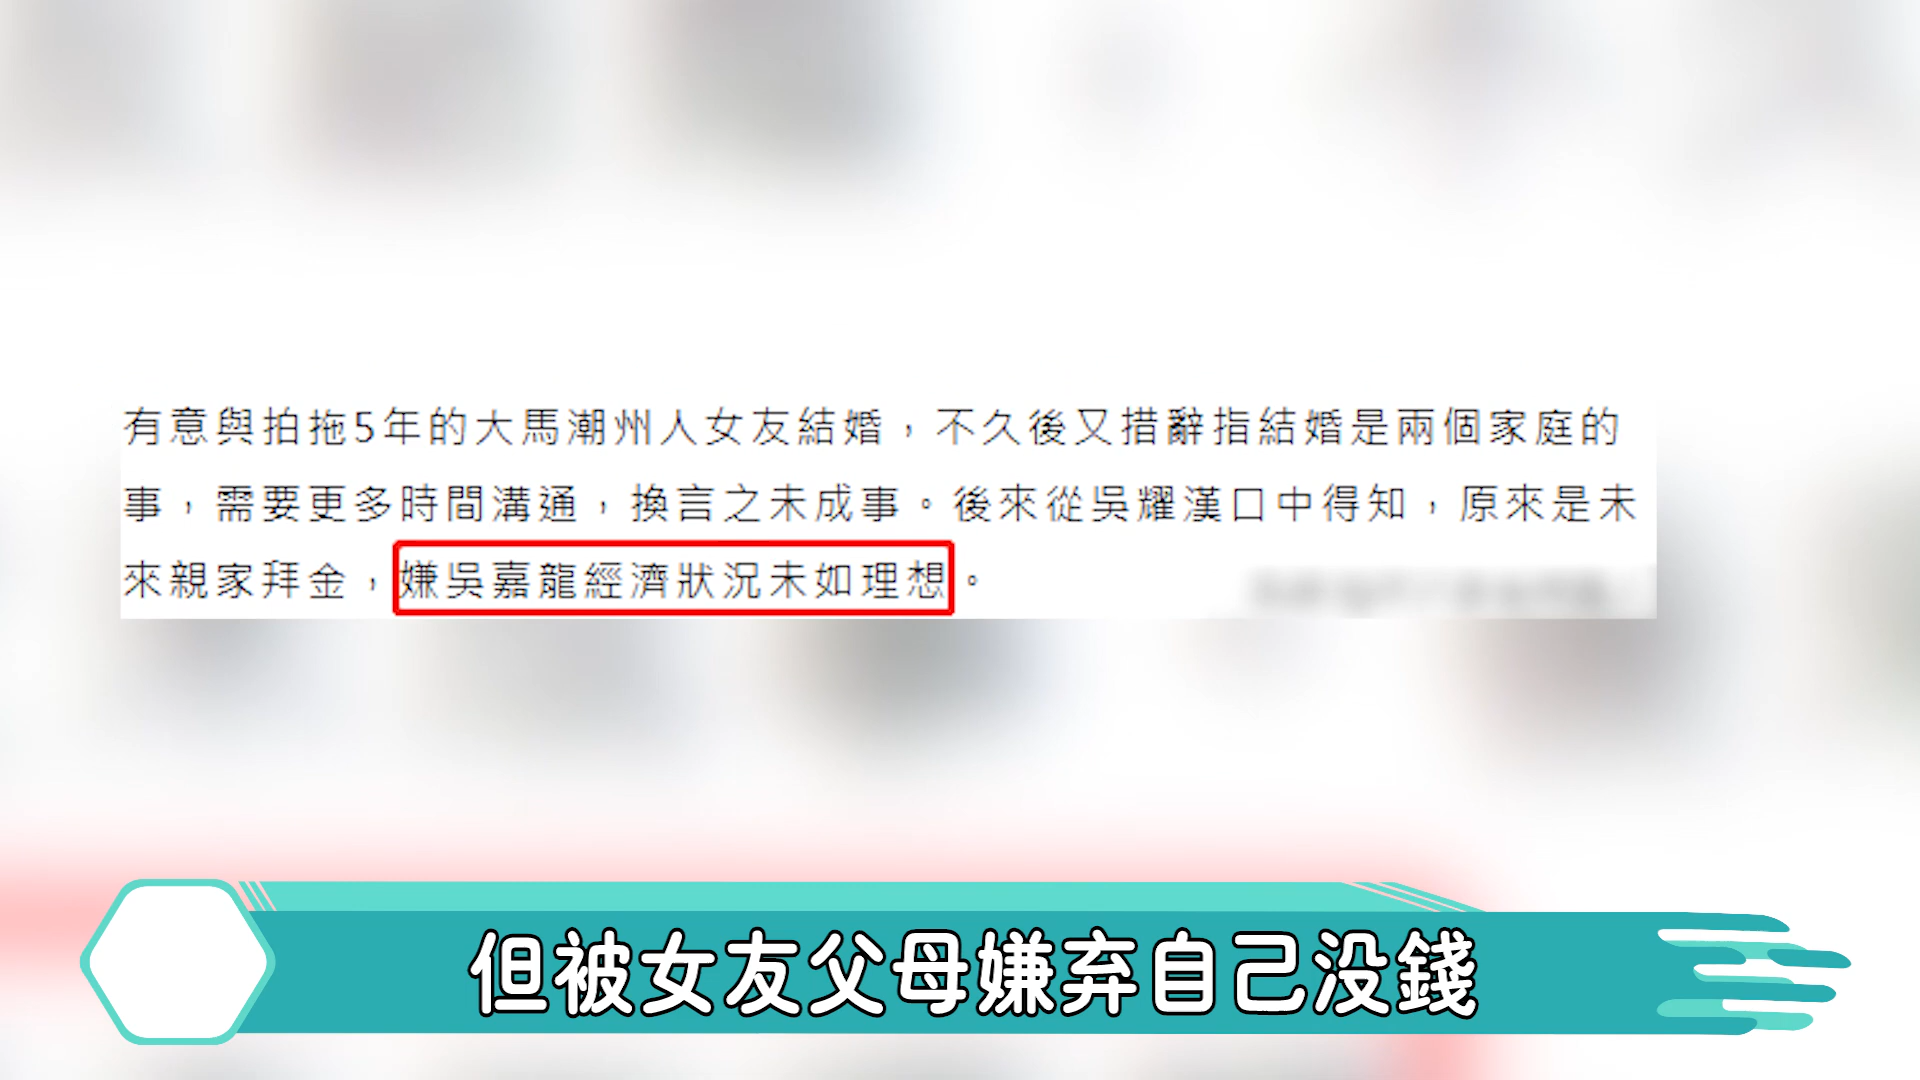 有意與拍拖5年的大馬潮州人女友結婚，不久後又措辭指結婚是兩個家庭的
事，需要更多時間溝通，換言之未成事。後來從吳耀漢口中得知，原來是未
來親家拜金，嫌吳嘉龍經濟狀況未如理想。
但被女友父母嫌弃自己没錢